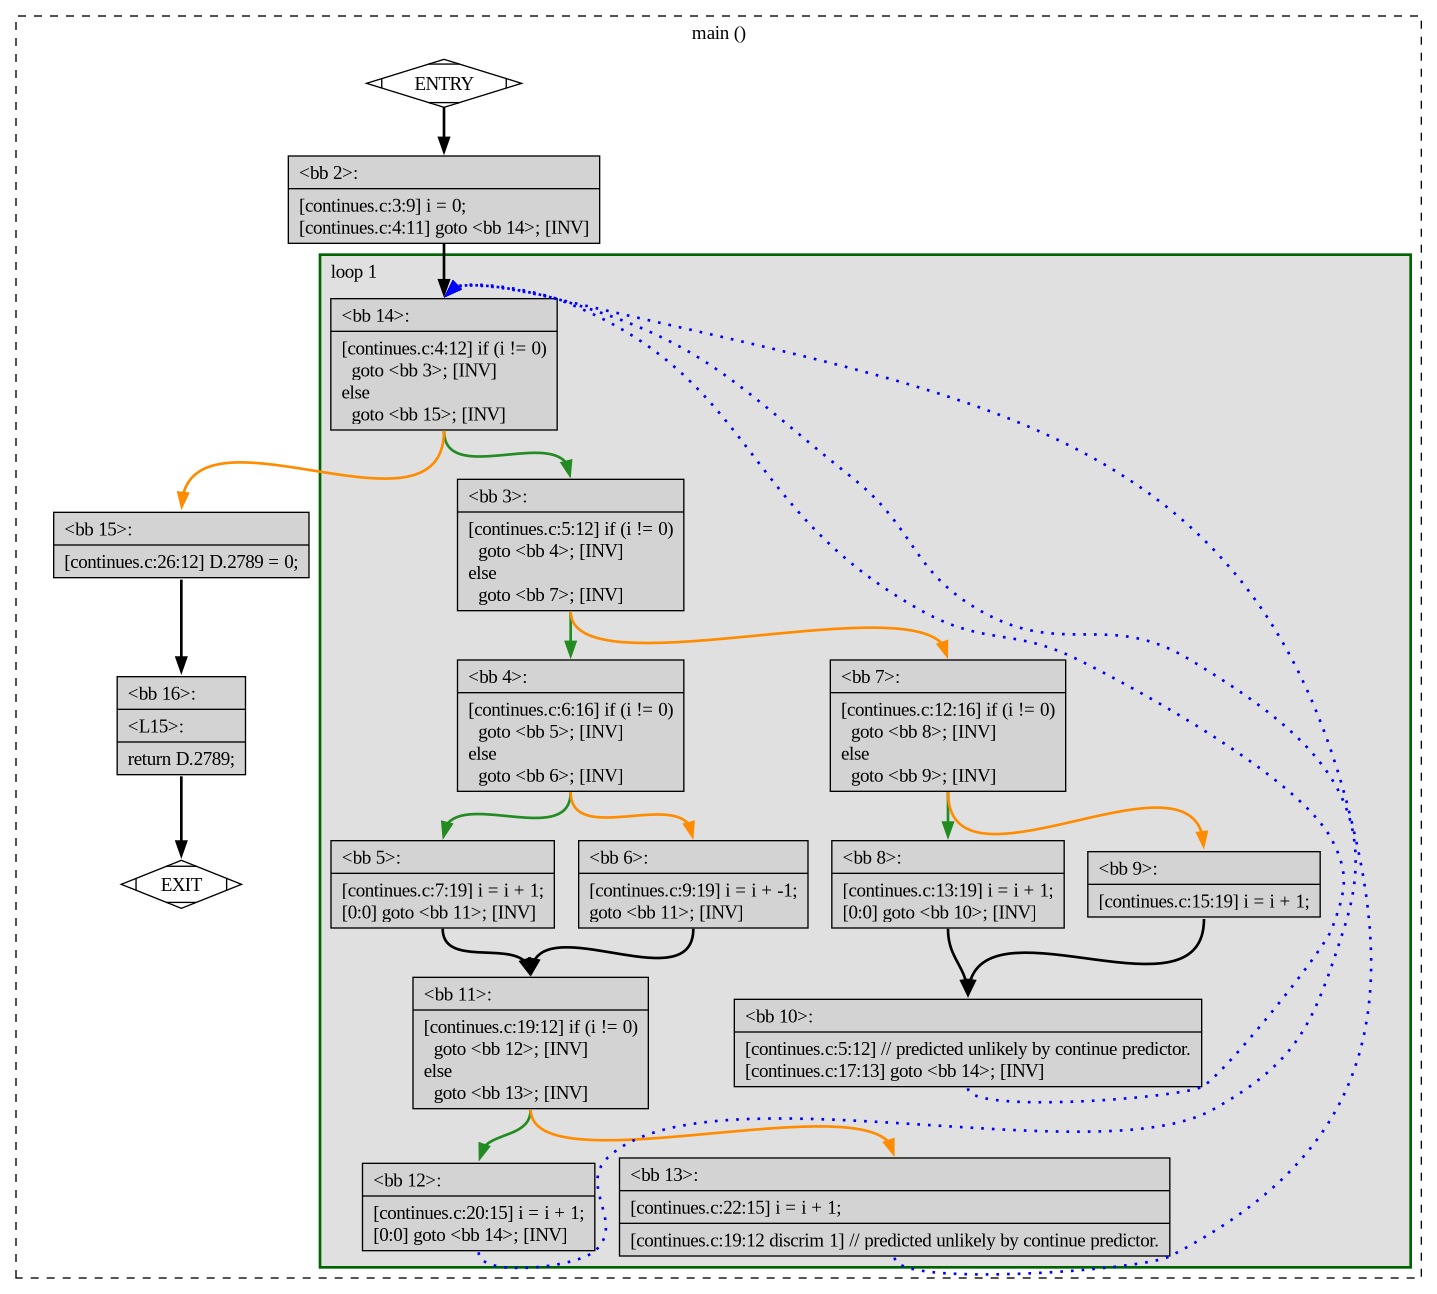 main ()
ENTRY
<bb 2>:
[continues.c:3:9] i = 0;
[continues.c:4:11] goto <bb 14>; [INV]
loop 1
<bb 14>:
[continues.c:4:12] if (i != 0)
goto <bb 3>; [INV]
else
goto <bb 15>; [INV]
<bb 15>:
[continues.c:26:12] D.2789 = 0;
<bb 16>:
<L15>:
return D.2789;
EXIT
<bb 3>:
[continues.c:5:12] if (i != 0)
goto <bb 4>; [INV]
else
goto <bb 7>; [INV]
<bb 4>:
[continues.c:6:16] if (i != 0)
goto <bb 5>; [INV]
else
goto <bb 6>; [INV]
<bb 7>:
[continues.c:12:16] if (i != 0)
goto <bb 8>; [INV]
else
goto <bb 9>; [INV]
<bb 5>:
[continues.c:7:19] i = i + 1;
[0:0] goto <bb 11>; [INV]
<bb 6>:
[continues.c:9:19] i = i + -1;
goto <bb 11>; [INV]
<bb 8>:
[continues.c:13:19] i = i + 1;
[0:0] goto <bb 10>; [INV]
<bb 9>:
[continues.c:15:19] i = i + 1;
<bb 11>:
[continues.c:19:12] if (i != 0)
goto <bb 12>; [INV]
else
goto <bb 13>; [INV]
<bb 10>:
[continues.c:5:12] // predicted unlikely by continue predictor.
[continues.c:17:13] goto <bb 14>; [INV]
<bb 12>:
[continues.c:20:15] i = i + 1;
[0:0] goto <bb 14>; [INV]
<bb 13>:
[continues.c:22:15] i = i + 1;
[continues.c:19:12 discrim 1] // predicted unlikely by continue predictor.